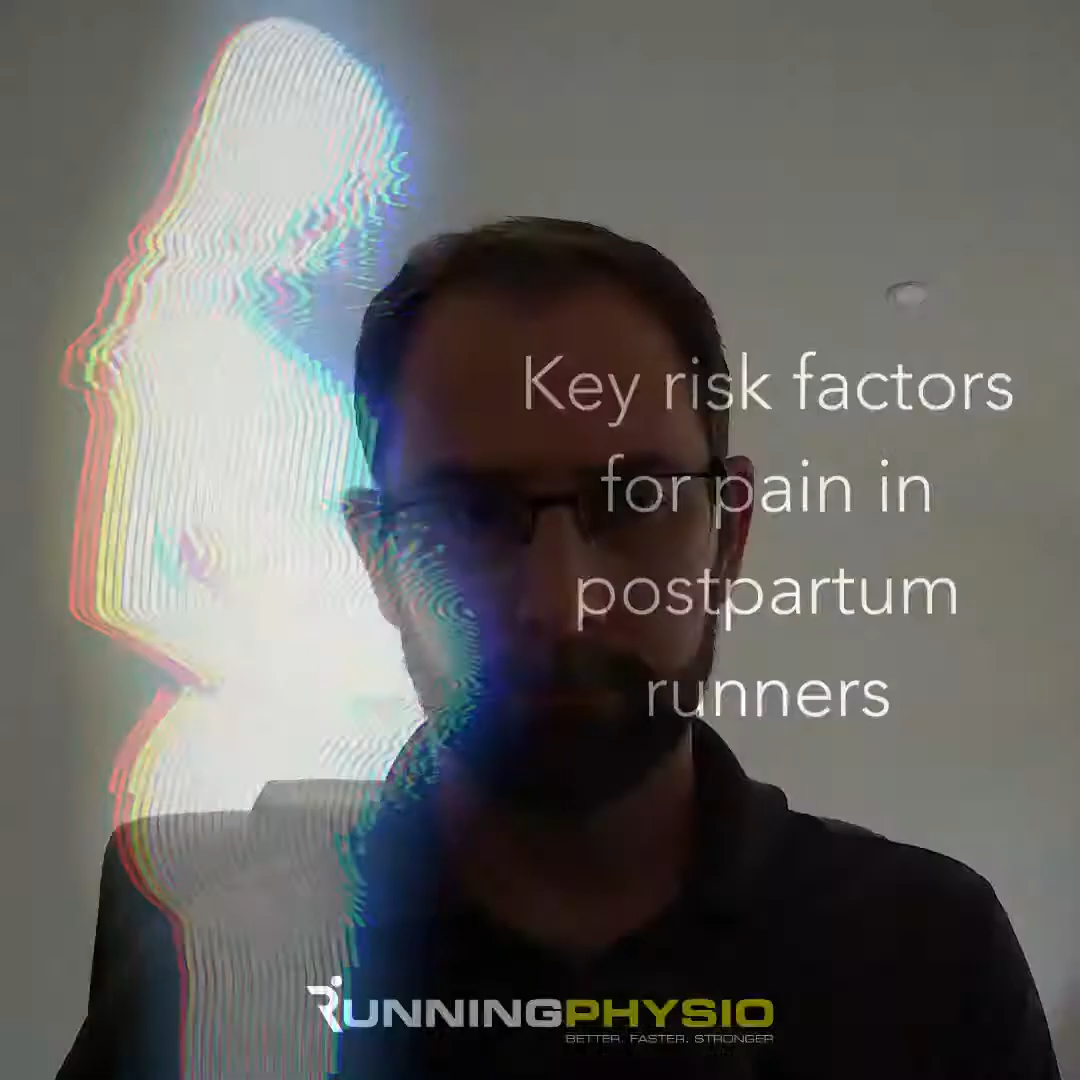 Key risk factors
for pain in
postpartum
runners
RUNNINGPHYSIO
BETTER. FASTER. STRONGER